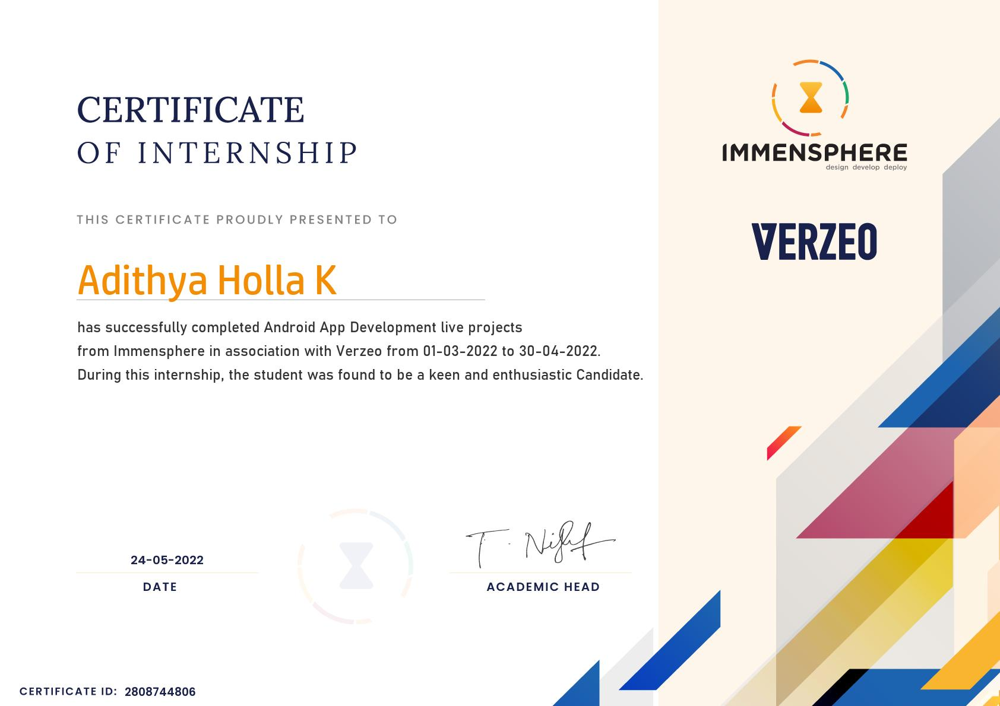 CERTIFICATE
OF INTERNSHIP
THIS CERTIFICATE PROUDLY PRESENTED TO
Adithya Holla K
has successfully completed Android App Development live projects
from Immensphere in association with Verzeo from 01-03-2022 to 30-04-2022.
During this internship, the student was found to be a keen and enthusiastic Candidate.
24-05-2022
DATE
ACADEMIC HEAD
CERTIFICATE ID: 2808744806
IMMENSPHERE
design develop deploy
VERZEO